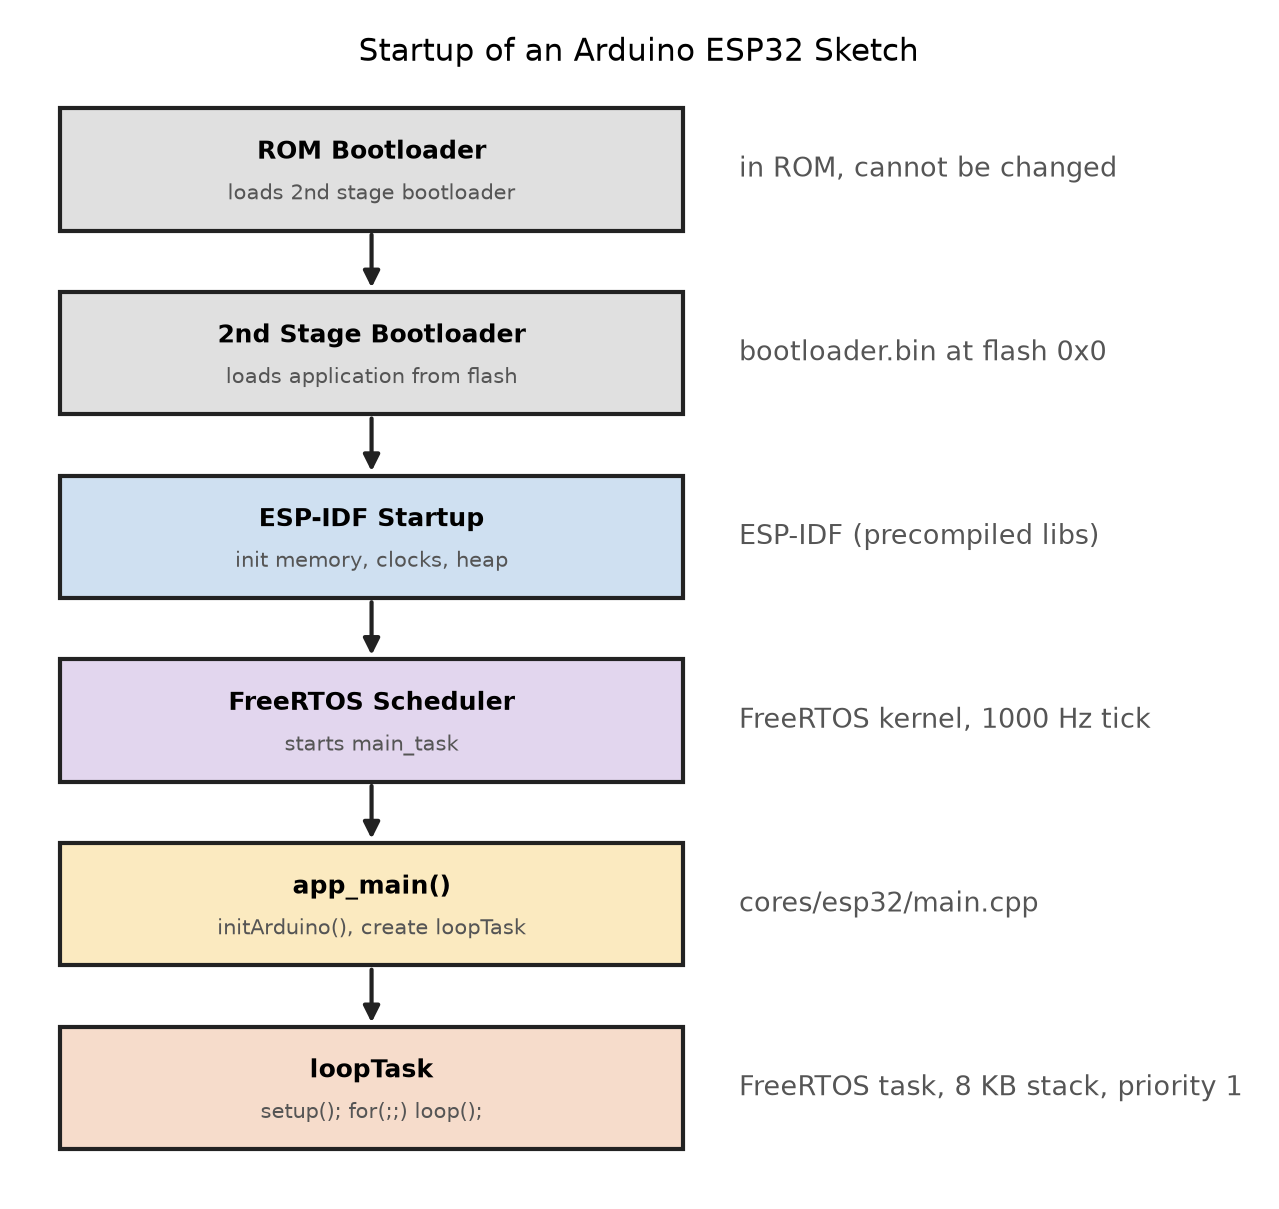 Startup of an Arduino ESP32 Sketch
ROM Bootloader
loads 2nd stage bootloader
in ROM, cannot be changed
2nd Stage Bootloader
loads application from flash
bootloader.bin at flash 0x0
ESP-IDF Startup
init memory, clocks, heap
ESP-IDF (precompiled libs)
FreeRTOS Scheduler
starts main_task
FreeRTOS kernel, 1000 Hz tick
app_main()
initArduino(), create loopTask
cores/esp32/main.cpp
loopTask
setup(); for(;;) loop();
FreeRTOS task, 8 KB stack, priority 1